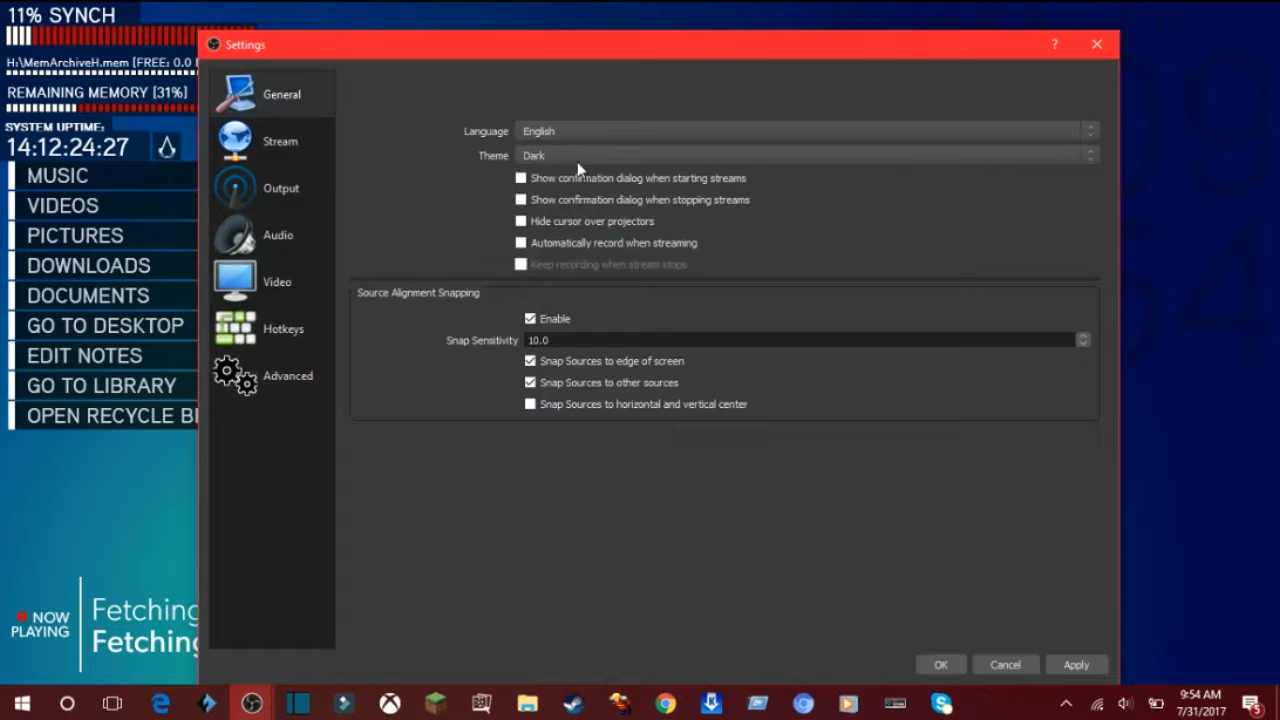 11% SYNCH
H:\MemArchiveH.mem [FREE: 0.0
REMAINING MEMORY [31%]
SYSTEM UPTIME:
14:12:24:27
MUSIC
VIDEOS
PICTURES
DOWNLOADS
DOCUMENTS
GO TO DESKTOP
EDIT NOTES
GO TO LIBRARY
OPEN RECYCLE BI
NOW
PLAYING
Fetching
Fetching
Settings
?
General
Stream
Output
Audio
Video
Hotkeys
Advanced
Language English
Theme Dark
Show confirmation dialog when starting streams
Show confirmation dialog when stopping streams
Hide cursor over projectors
Automatically record when streaming
Keep recording when stream stops
Source Alignment Snapping
Enable
Snap Sensitivity 10.0
Snap Sources to edge of screen
Snap Sources to other sources
Snap Sources to horizontal and vertical center
OK
Cancel
Apply
9:54 AM
7/31/2017
5